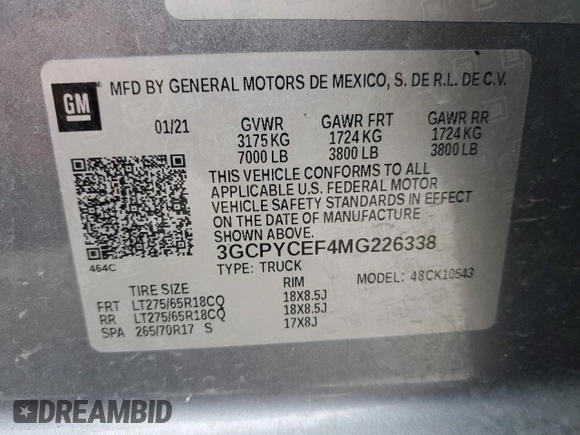 GM
MFD BY GENERAL MOTORS DE MEXICO, S. DE R.L. DE C.V.
01/21 GVWR GAWR FRT GAWR RR
3175 KG 1724 KG 1724 KG
7000 LB 3800 LB 3800 LB
THIS VEHICLE CONFORMS TO ALL
APPLICABLE U.S. FEDERAL MOTOR
VEHICLE SAFETY STANDARDS IN EFFECT
ON THE DATE OF MANUFACTURE
SHOWN ABOVE.
464C
3GCPYCEF4MG226338
TYPE: TRUCK MODEL: 48CK10543
TIRE SIZE RIM
FRT LT275/65R18CQ 18X8.5J
RR LT275/65R18CQ 18X8.5J
SPA 265/70R17 S 17X8J
DREAMBID